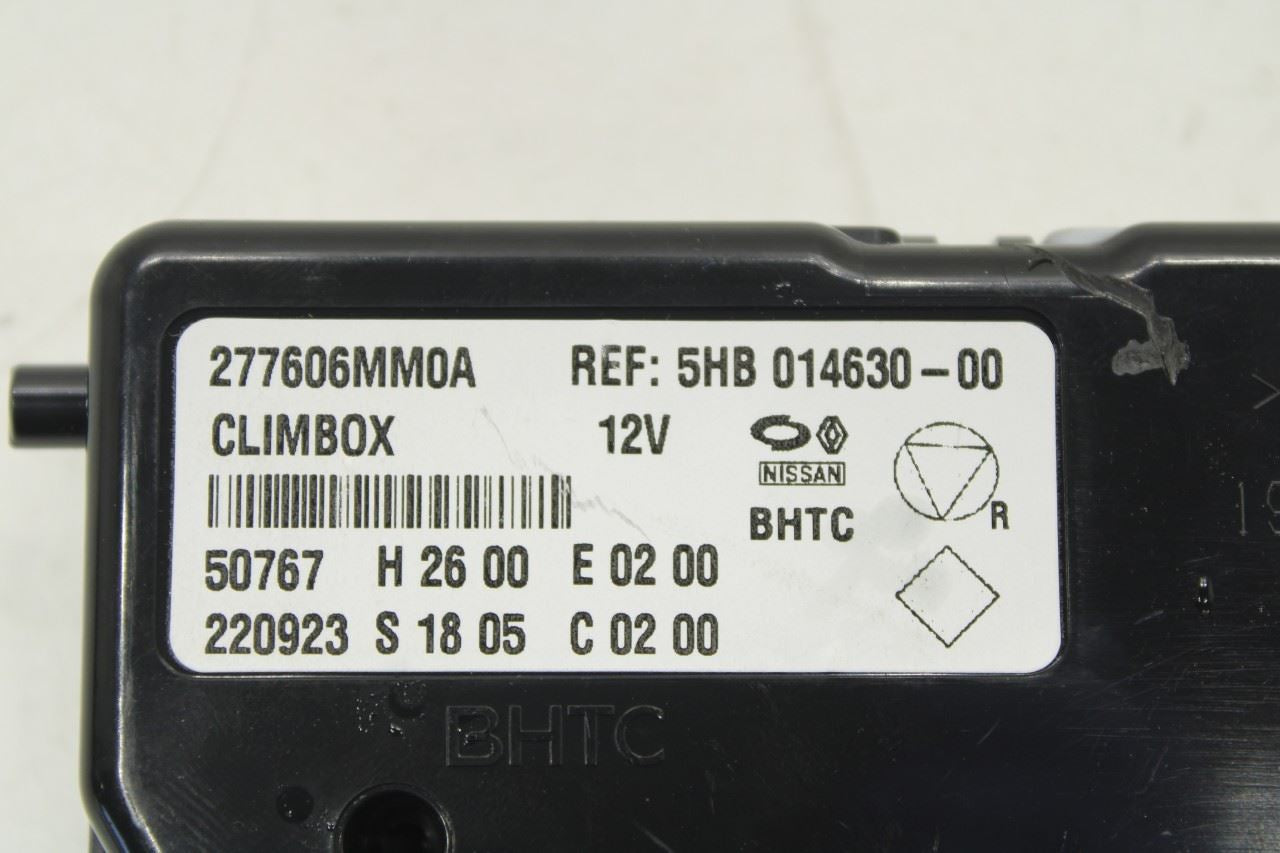 277606MM0A REF: 5HB 014630-00
CLIMBOX 12V
NISSAN
BHTC
R
50767 H 26 00 E 02 00
220923 S 18 05 C 02 00
BHTC